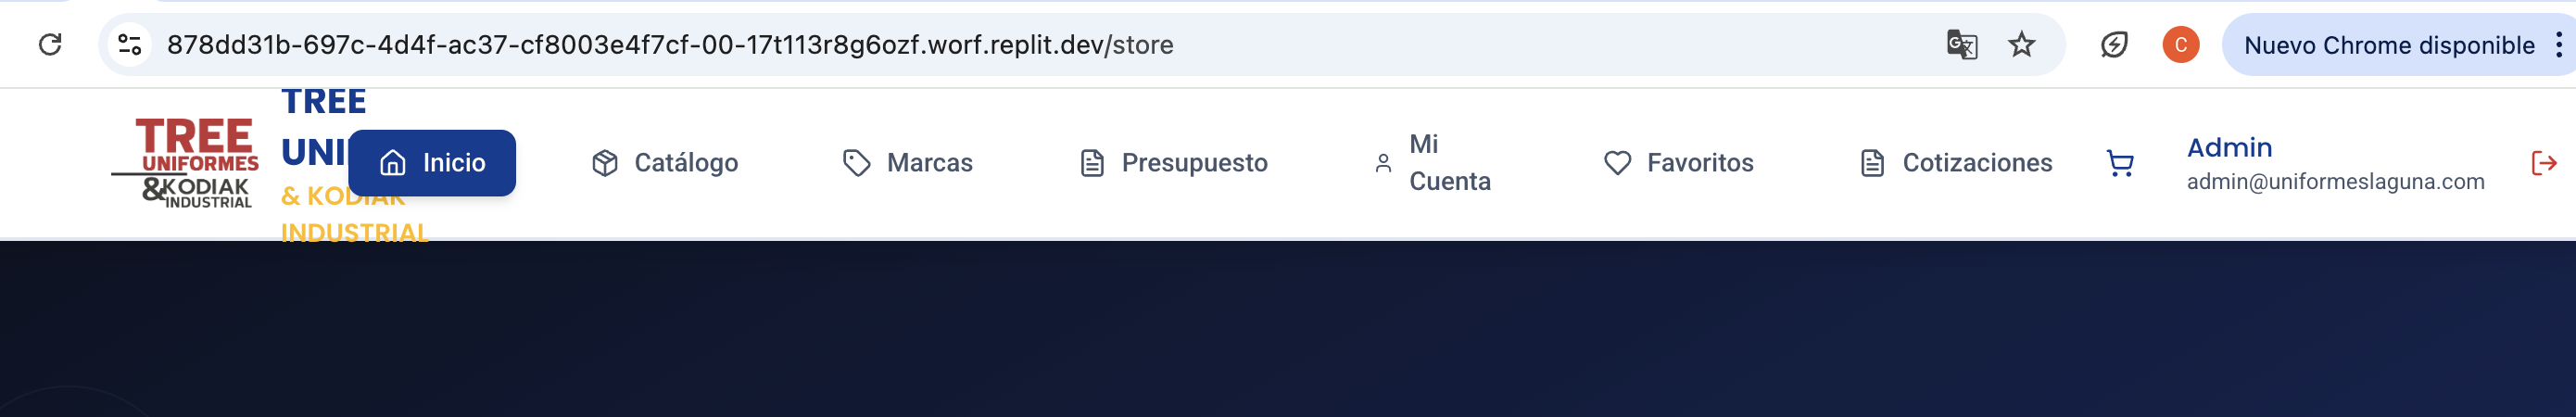 878dd31b-697c-4d4f-ac37-cf8003e4f7cf-00-17t113r8g6ozf.worf.replit.dev/store
C
Nuevo Chrome disponible
TREE
UNIFORMES
&KODIAK
INDUSTRIAL
TREE
UNI
& KODIAK
INDUSTRIAL
Inicio
Catálogo
Marcas
Presupuesto
Mi
Cuenta
Favoritos
Cotizaciones
Admin
admin@uniformeslaguna.com